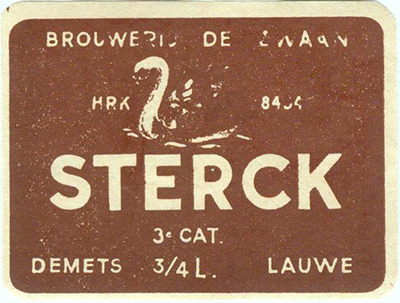 BROUWERIJ DE ZWAAN
HRK
STERCK
3e CAT.
DEMETS 3/4 L. LAUWE